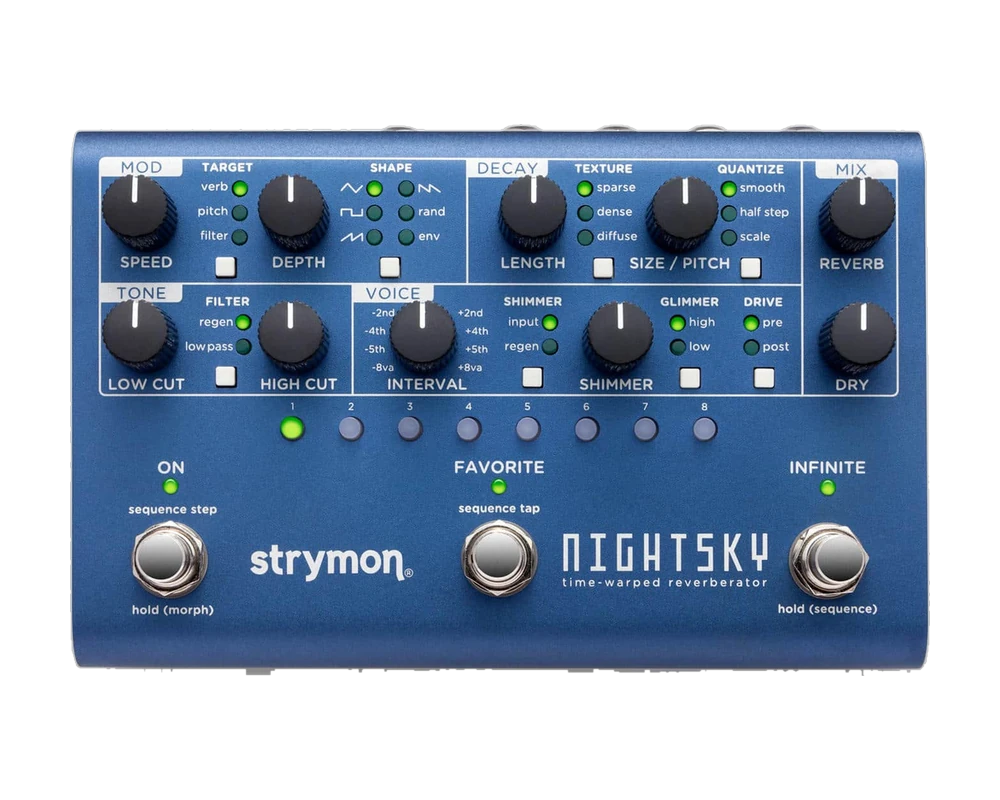 MOD
TARGET
SHAPE
DECAY
TEXTURE
QUANTIZE
MIX
verb
pitch
filter
rand
env
sparse
dense
diffuse
smooth
half step
scale
SPEED
DEPTH
LENGTH
SIZE / PITCH
REVERB
TONE
FILTER
VOICE
SHIMMER
GLIMMER
DRIVE
regen
lowpass
-2nd
-4th
-5th
-8va
+2nd
+4th
+5th
+8va
input
regen
high
low
pre
post
LOW CUT
HIGH CUT
INTERVAL
SHIMMER
DRY
1 2 3 4 5 6 7 8
ON
FAVORITE
INFINITE
sequence step
sequence tap
strymon®
NIGHTSKY
time-warped reverberator
hold (morph)
hold (sequence)